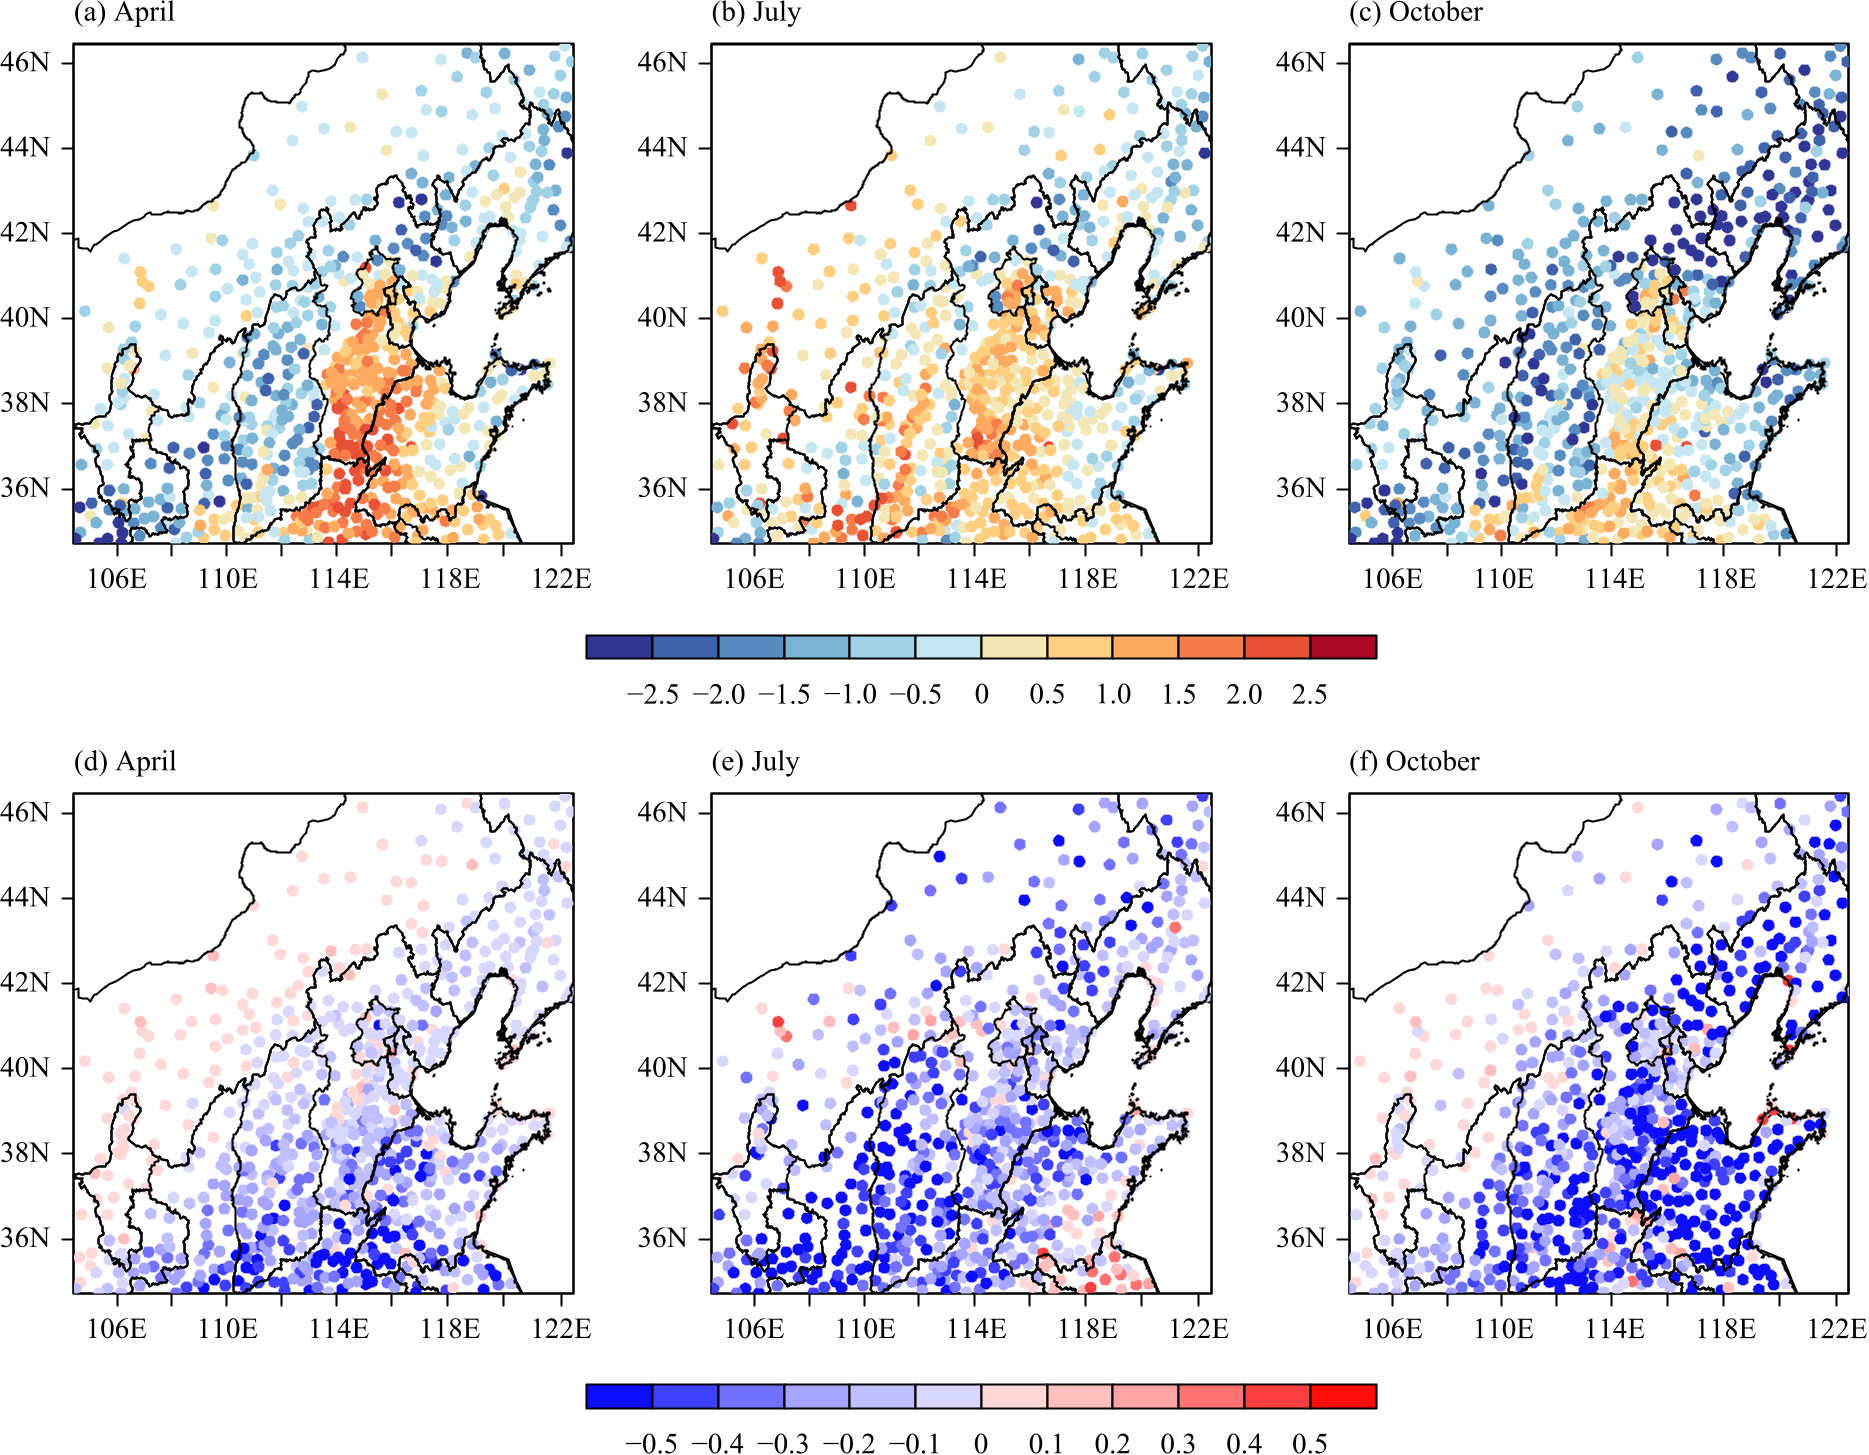 (a) April (b) July (c) October
46N 46N 46N
44N 44N 44N
42N 42N 42N
40N 40N 40N
38N 38N 38N
36N 36N 36N
106E 110E 114E 118E 122E 106E 110E 114E 118E 122E 106E 110E 114E 118E 122E
−2.5 −2.0 −1.5 −1.0 −0.5 0 0.5 1.0 1.5 2.0 2.5
(d) April (e) July (f) October
46N 46N 46N
44N 44N 44N
42N 42N 42N
40N 40N 40N
38N 38N 38N
36N 36N 36N
106E 110E 114E 118E 122E 106E 110E 114E 118E 122E 106E 110E 114E 118E 122E
−0.5 −0.4 −0.3 −0.2 −0.1 0 0.1 0.2 0.3 0.4 0.5